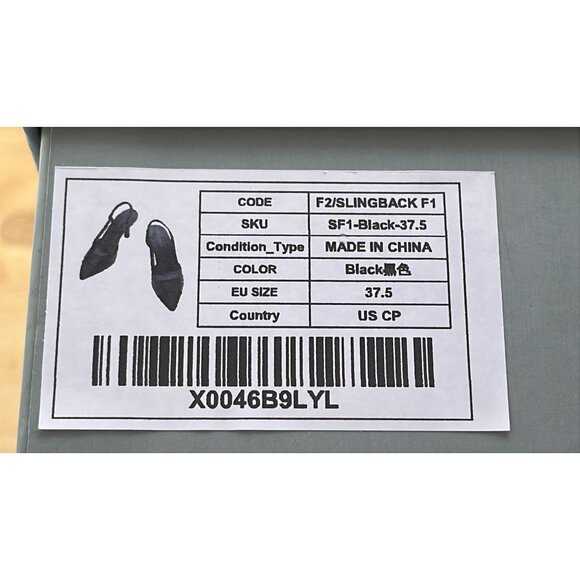 CODE F2/SLINGBACK F1
SKU SF1-Black-37.5
Condition_Type MADE IN CHINA
COLOR Black黑色
EU SIZE 37.5
Country US CP
X0046B9LYL